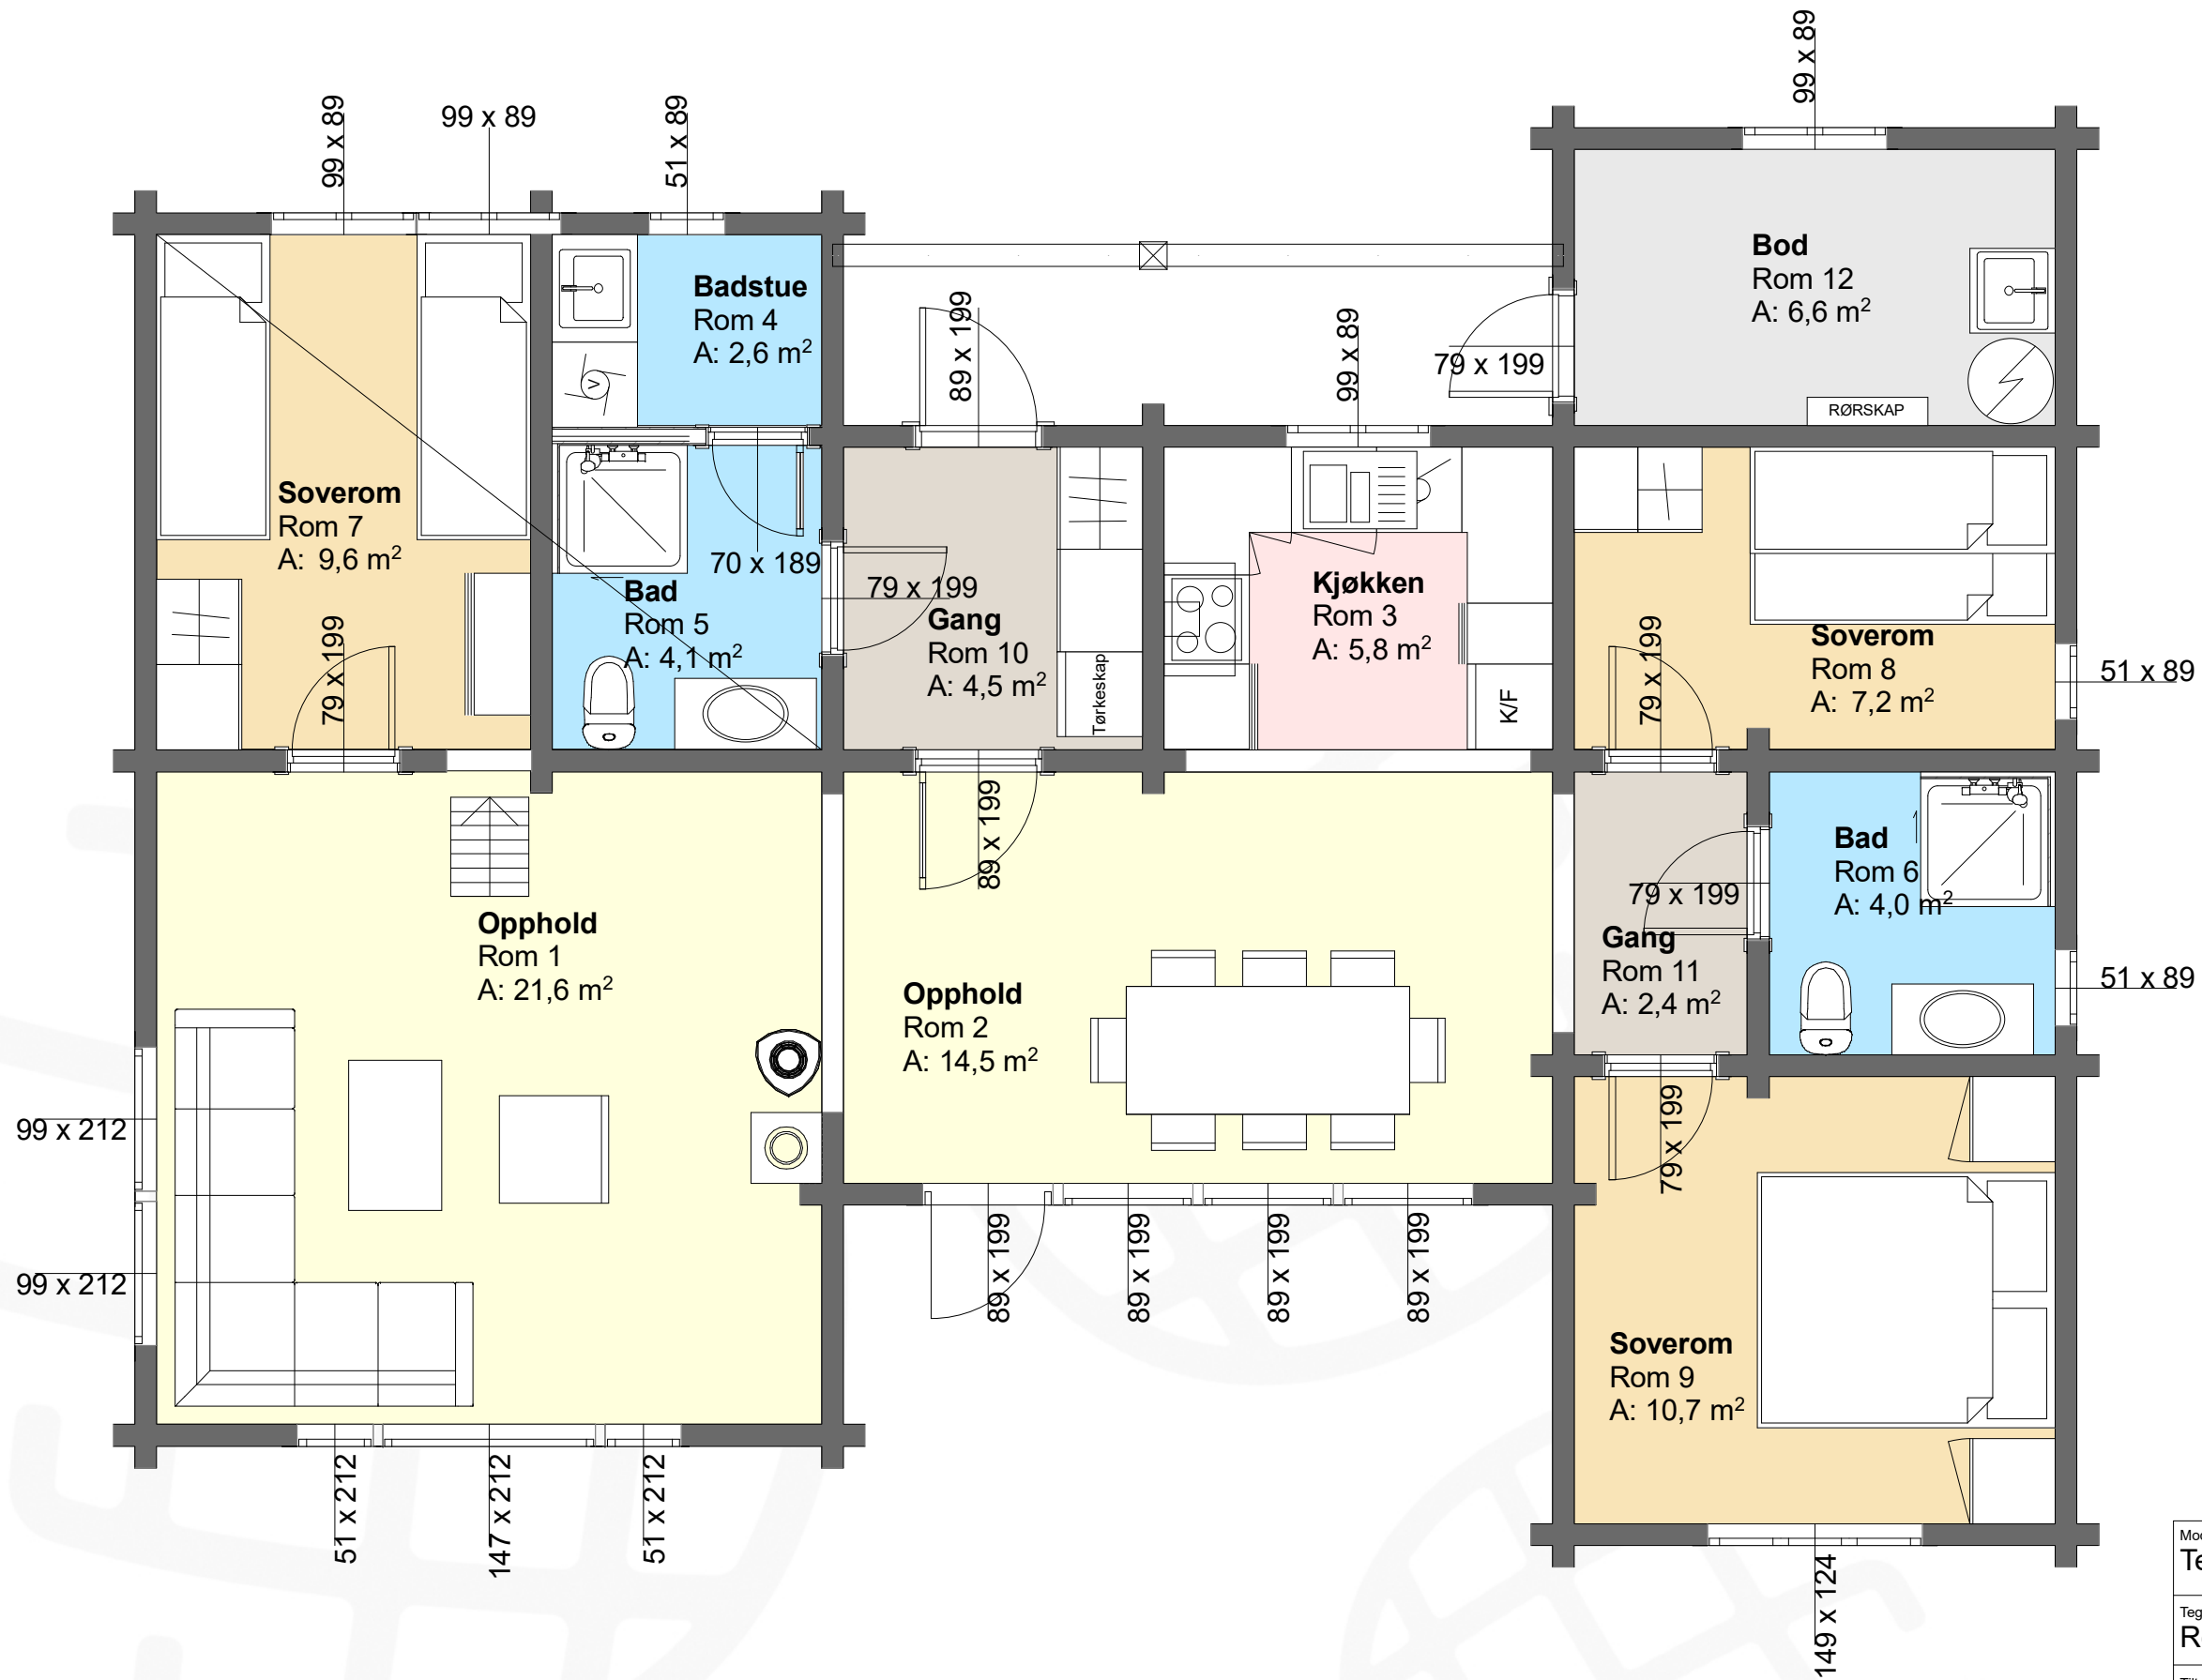 99 x 89
99 x 89
99 x 89
51 x 89
Badstue
Rom 4
A: 2,6 m²
Bod
Rom 12
A: 6,6 m²
89 x 199
99 x 89
79 x 199
RØRSKAP
Soverom
Rom 7
A: 9,6 m²
70 x 189
79 x 199
Bad
Rom 5
A: 4,1 m²
Gang
Rom 10
A: 4,5 m²
Tørkeskap
Kjøkken
Rom 3
A: 5,8 m²
K/F
79 x 199
79 x 199
Soverom
Rom 8
A: 7,2 m²
51 x 89
89 x 199
Bad
Rom 6
A: 4,0 m²
79 x 199
Opphold
Rom 1
A: 21,6 m²
Opphold
Rom 2
A: 14,5 m²
Gang
Rom 11
A: 2,4 m²
51 x 89
99 x 212
79 x 199
99 x 212
89 x 199
89 x 199
89 x 199
89 x 199
Soverom
Rom 9
A: 10,7 m²
51 x 212
147 x 212
51 x 212
149 x 124